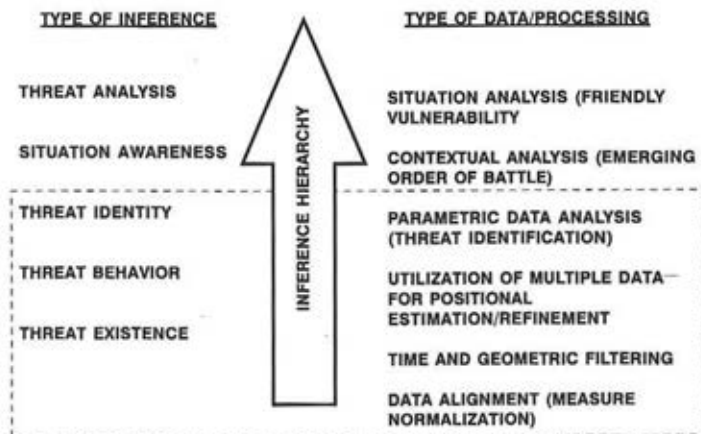 TYPE OF INFERENCE
TYPE OF DATA/PROCESSING
THREAT ANALYSIS
SITUATION AWARENESS
THREAT IDENTITY
THREAT BEHAVIOR
THREAT EXISTENCE
INFERENCE HIERARCHY
SITUATION ANALYSIS (FRIENDLY
VULNERABILITY
CONTEXTUAL ANALYSIS (EMERGING
ORDER OF BATTLE)
PARAMETRIC DATA ANALYSIS
(THREAT IDENTIFICATION)
UTILIZATION OF MULTIPLE DATA
FOR POSITIONAL
ESTIMATION/REFINEMENT
TIME AND GEOMETRIC FILTERING
DATA ALIGNMENT (MEASURE
NORMALIZATION)